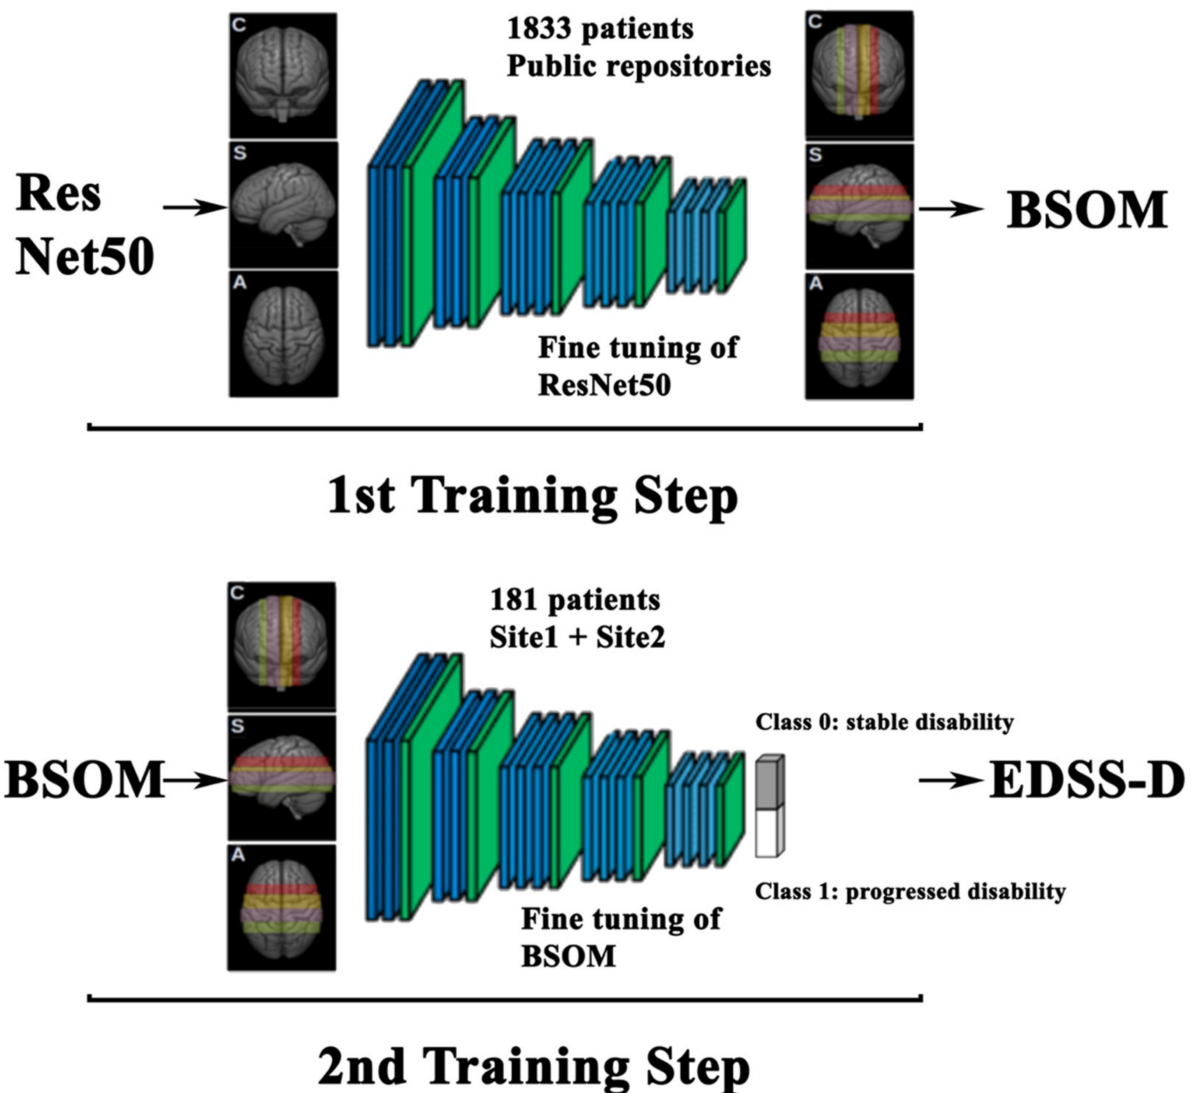 C
1833 patients
Public repositories
C
S
S
Res
Net50
BSOM
A
A
Fine tuning of
ResNet50
1st Training Step
C
181 patients
Site1 + Site2
S
Class 0: stable disability
BSOM
EDSS-D
A
Class 1: progressed disability
Fine tuning of
BSOM
2nd Training Step